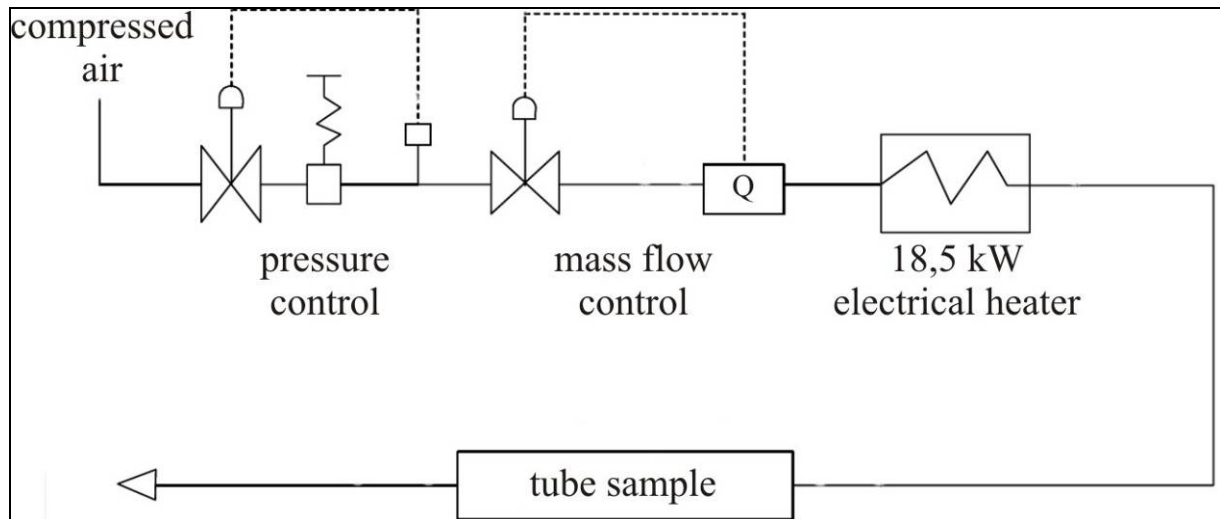 compressed
air
Q
pressure
control
mass flow
control
18,5 kW
electrical heater
tube sample